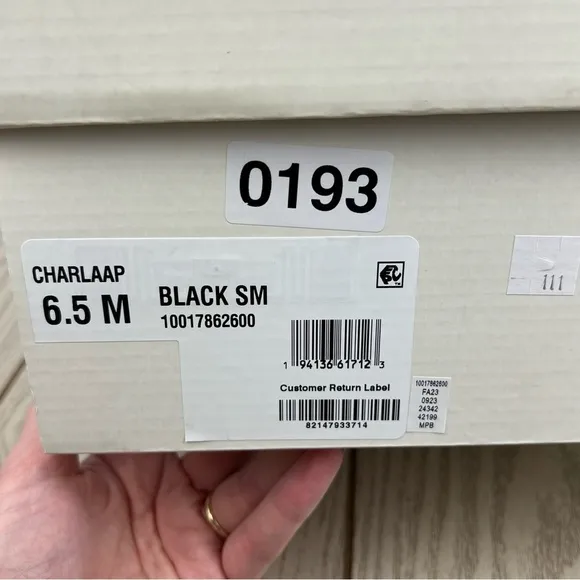 0193
CHARLAAP
6.5 M
BLACK SM
10017862600
1 94136 61712 3
Customer Return Label
82147933714
111
10017862600
FA23
0923
24342
42199
MPB